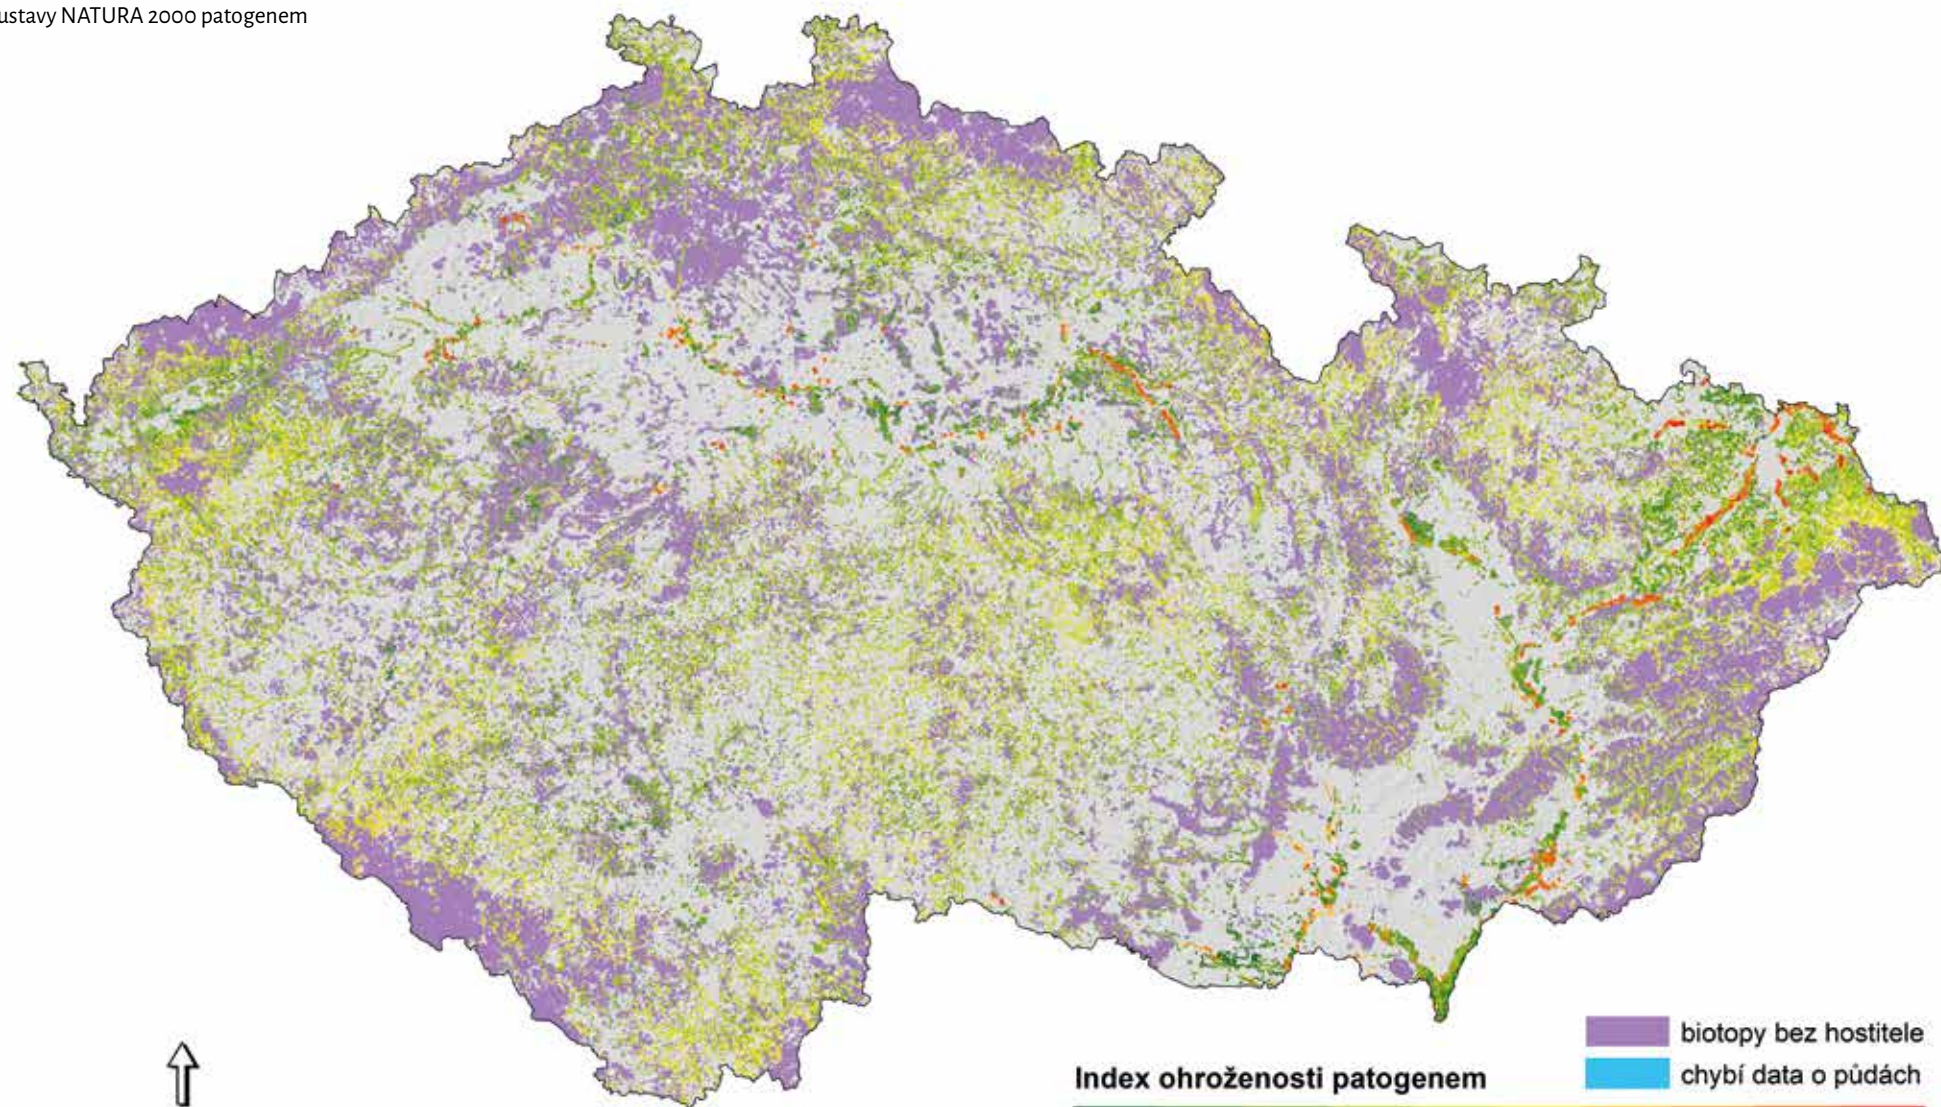 ustavy NATURA 2000 patogenem
biotopy bez hostitele
Index ohroženosti patogenem
chybí data o půdách